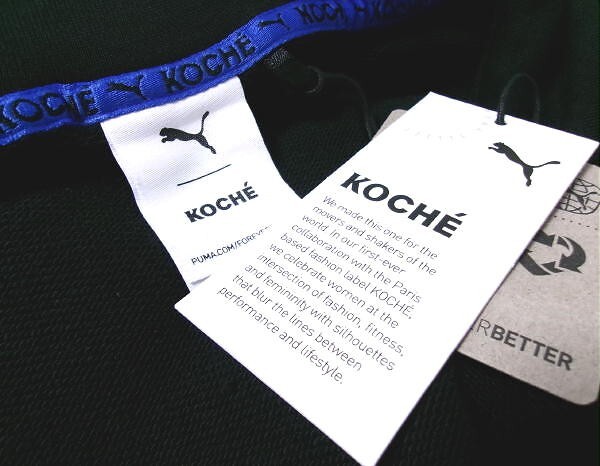 KOCHÉ KOCHÉ KOCHÉ
KOCHÉ
PUMA.COM/FOREVER
KOCHÉ
We made this one for the
movers and shakers of the
world. In our first-ever
collaboration with the Paris
based fashion label KOCHÉ,
we celebrate women at the
intersection of fashion, fitness,
and femininity with silhouettes
that blur the lines between
performance and lifestyle.
BETTER